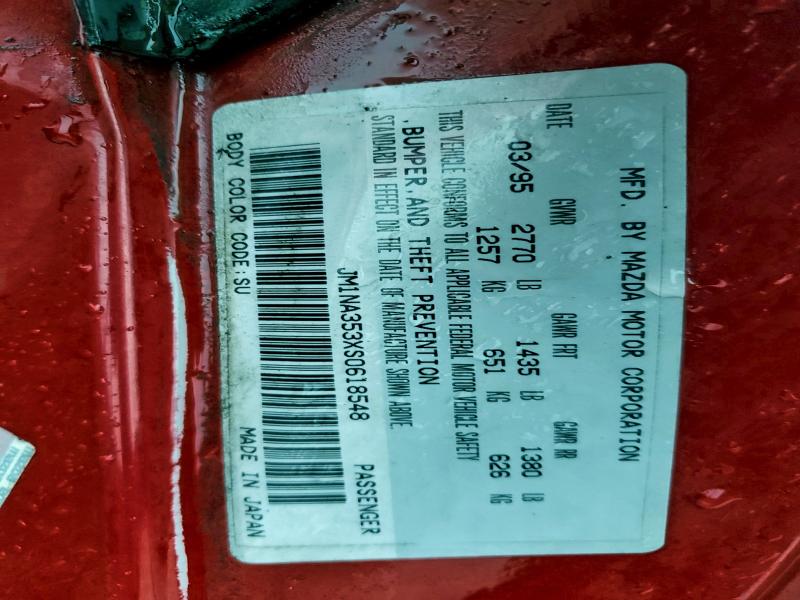 MFD. BY MAZDA MOTOR CORPORATION
DATE GVWR GAWR FRT GAWR RR
03/95 2770 LB 1435 LB 1380 LB
1257 KG 651 KG 626 KG
THIS VEHICLE CONFORMS TO ALL APPLICABLE FEDERAL MOTOR VEHICLE SAFETY
, BUMPER, AND THEFT PREVENTION
STANDARD IN EFFECT ON THE DATE OF MANUFACTURE SHOWN ABOVE.
JM1NA353XS0618548 PASSENGER
BODY COLOR CODE:SU MADE IN JAPAN